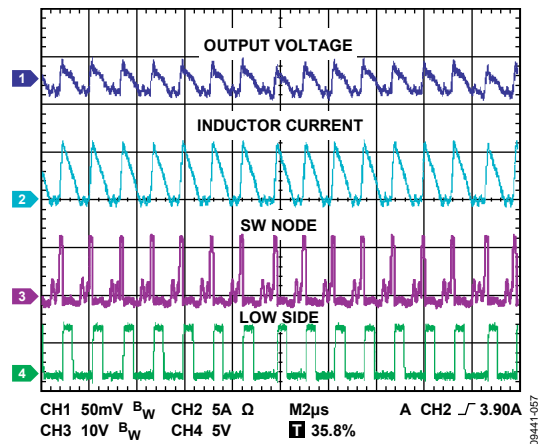 OUTPUT VOLTAGE
1
INDUCTOR CURRENT
2
SW NODE
3
LOW SIDE
4
CH1 50mV BW CH2 5A Ω M2µs A CH2 3.90A
CH3 10V BW CH4 5V T 35.8%
09441-057